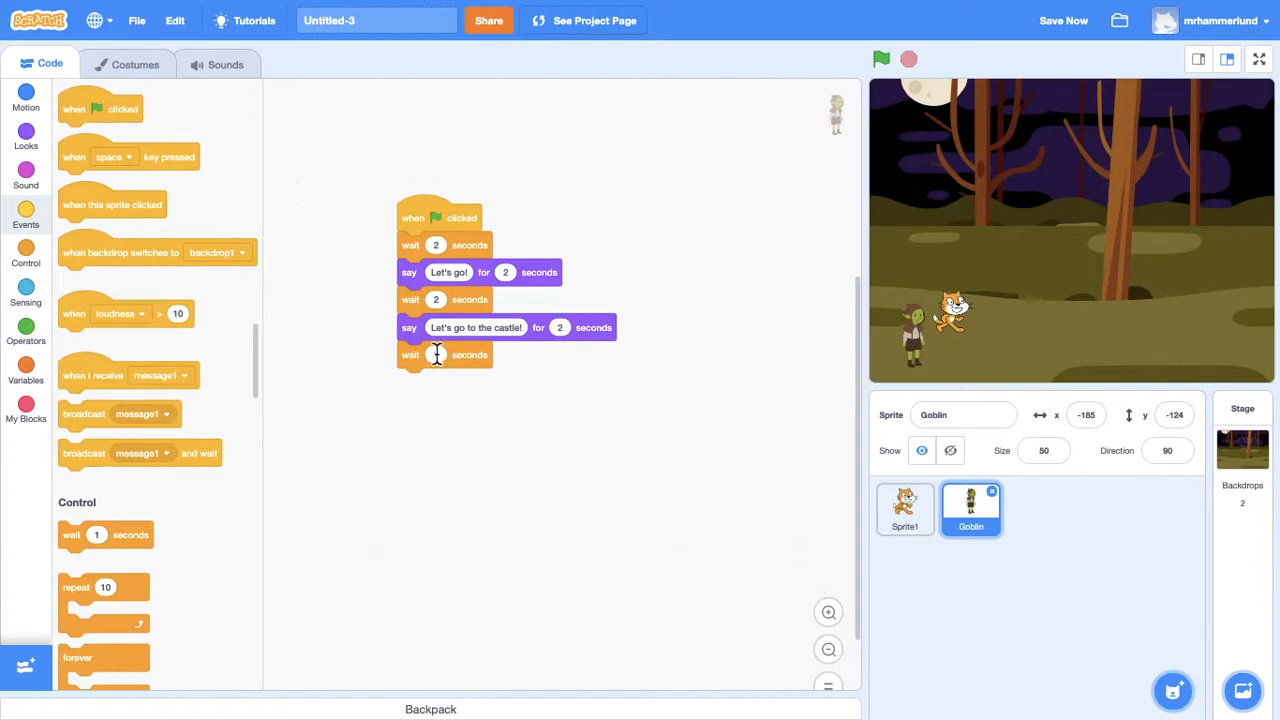 SCRATCH File Edit Tutorials Untitled-3 Share See Project Page Save Now mrhammerlund
Code Costumes Sounds
Motion
Looks
Sound
Events
Control
Sensing
Operators
Variables
My Blocks
when clicked
when space key pressed
when this sprite clicked
when backdrop switches to backdrop1
when loudness > 10
when I receive message1
broadcast message1
broadcast message1 and wait
Control
wait 1 seconds
repeat 10
forever
when clicked
wait 2 seconds
say Let's go! for 2 seconds
wait 2 seconds
say Let's go to the castle! for 2 seconds
wait seconds
Sprite Goblin x -185 y -124
Show Size 50 Direction 90
Sprite1
Goblin
Stage
Backdrops
2
Backpack